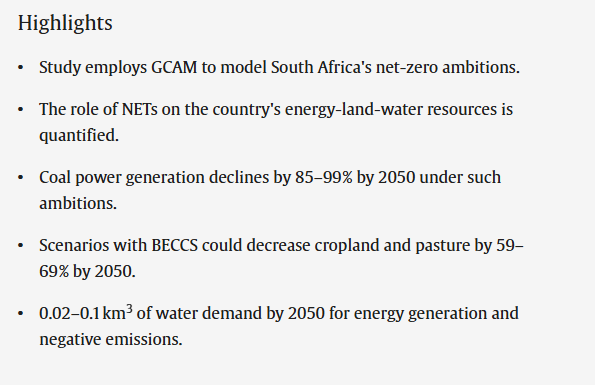 Highlights
• Study employs GCAM to model South Africa's net-zero ambitions.
• The role of NETs on the country's energy-land-water resources is
quantified.
• Coal power generation declines by 85–99% by 2050 under such
ambitions.
• Scenarios with BECCS could decrease cropland and pasture by 59–
69% by 2050.
• 0.02–0.1 km³ of water demand by 2050 for energy generation and
negative emissions.